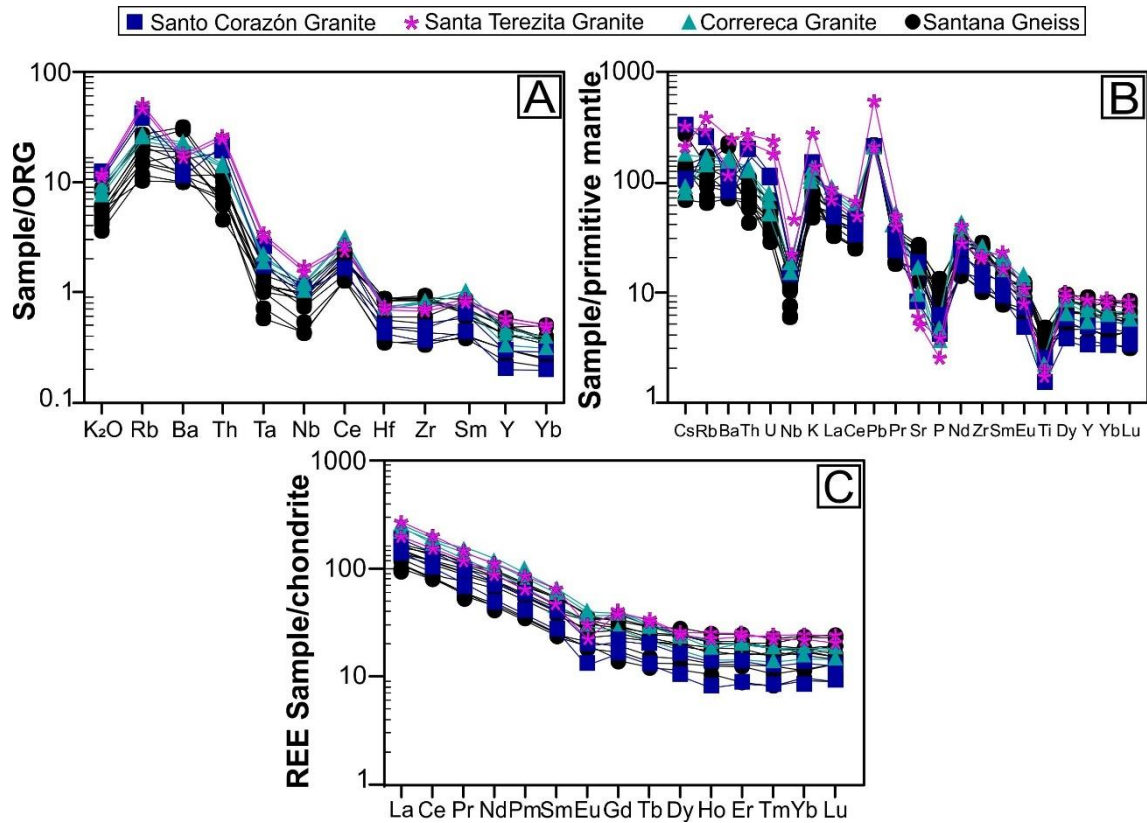 Santo Corazón Granite Santa Terezita Granite Correreca Granite Santana Gneiss
A
Sample/ORG
100
10
1
0.1
K₂O Rb Ba Th Ta Nb Ce Hf Zr Sm Y Yb
B
Sample/primitive mantle
1000
100
10
1
Cs Rb Ba Th U Nb K La Ce Pb Pr Sr P Nd Zr Sm Eu Ti Dy Y Yb Lu
C
REE Sample/chondrite
1000
100
10
1
La Ce Pr Nd Pm Sm Eu Gd Tb Dy Ho Er Tm Yb Lu